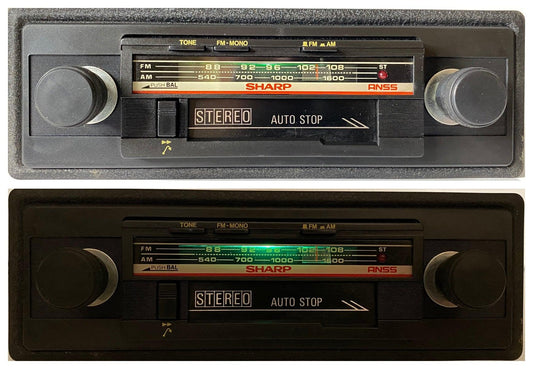 TONE FM-MONO FM AM
FM 88 92 96 102 108 ST
AM 540 700 1000 1600
PUSH BAL SHARP ANSS
STEREO AUTO STOP
TONE FM-MONO FM AM
FM 88 92 96 102 108 ST
AM 540 700 1000 1600
PUSH BAL SHARP ANSS
STEREO AUTO STOP